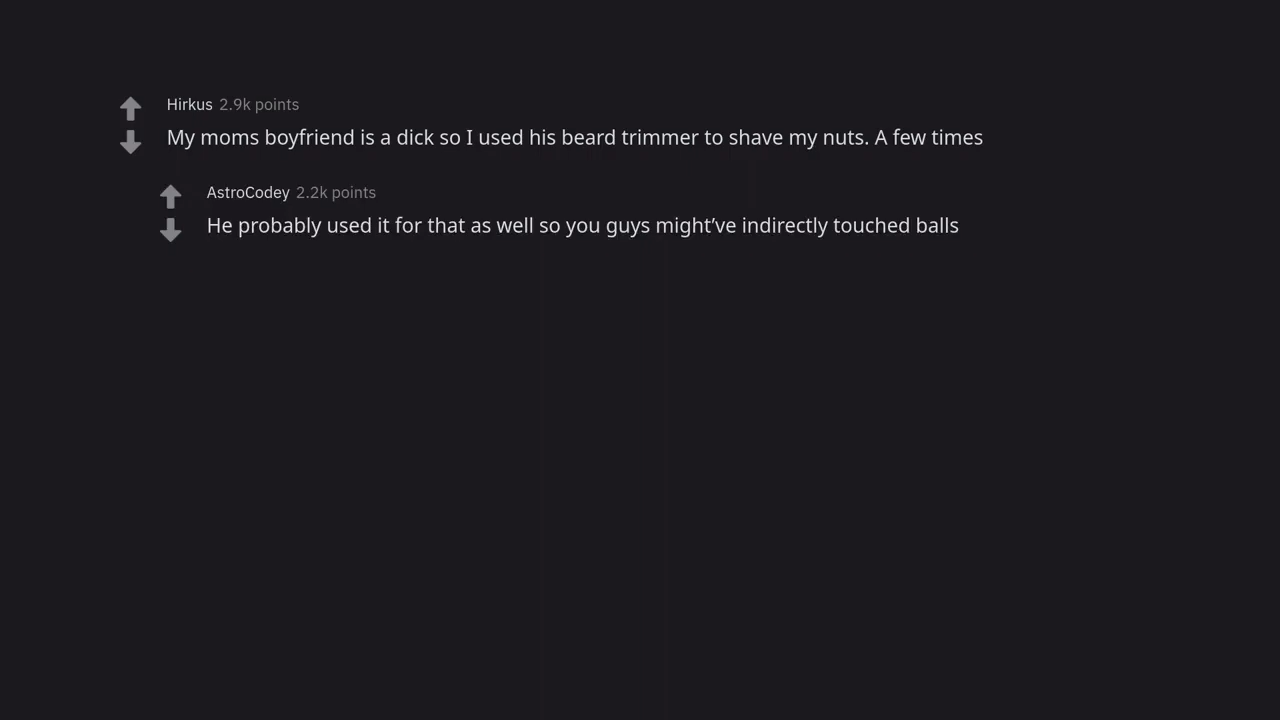 Hirkus 2.9k points
My moms boyfriend is a dick so I used his beard trimmer to shave my nuts. A few times
AstroCodey 2.2k points
He probably used it for that as well so you guys might’ve indirectly touched balls